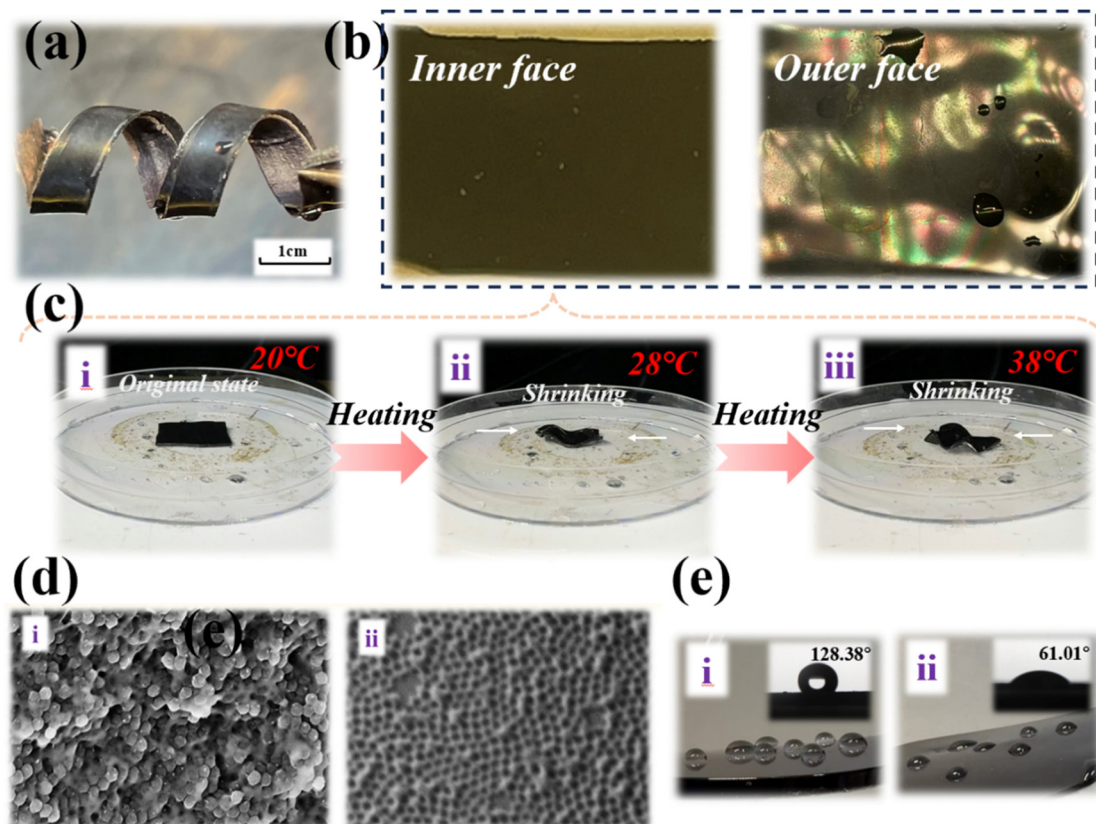 (a)
(b)
Inner face
Outer face
1cm
(c)
i
20°C
Original state
Heating
ii
28°C
Shrinking
Heating
iii
38°C
Shrinking
(d)
(e)
i
(e)
ii
i
128.38°
ii
61.01°